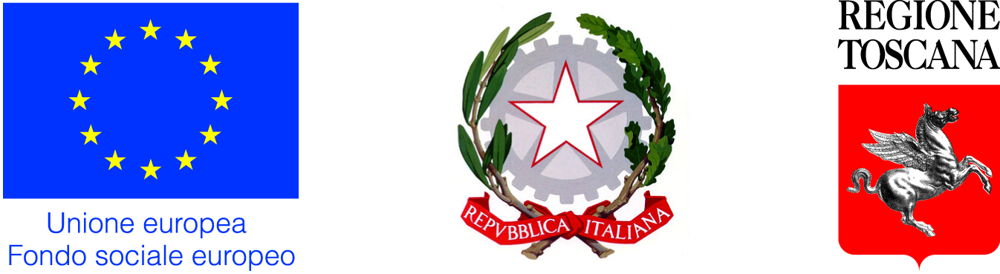 Unione europea
Fondo sociale europeo
REPVBBLICA ITALIANA
REGIONE
TOSCANA